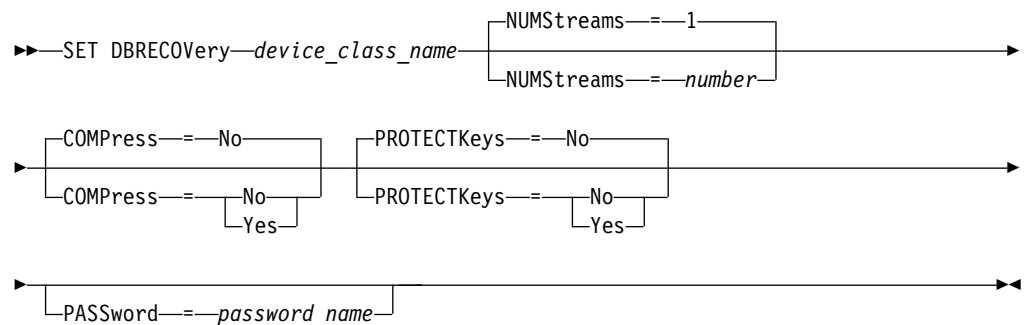 NUMStreams = 1
SET DBRECOVery device_class_name
NUMStreams = number
COMPress = No
PROTECTKeys = No
COMPress = No
Yes
PROTECTKeys = No
Yes
PASSword = password name